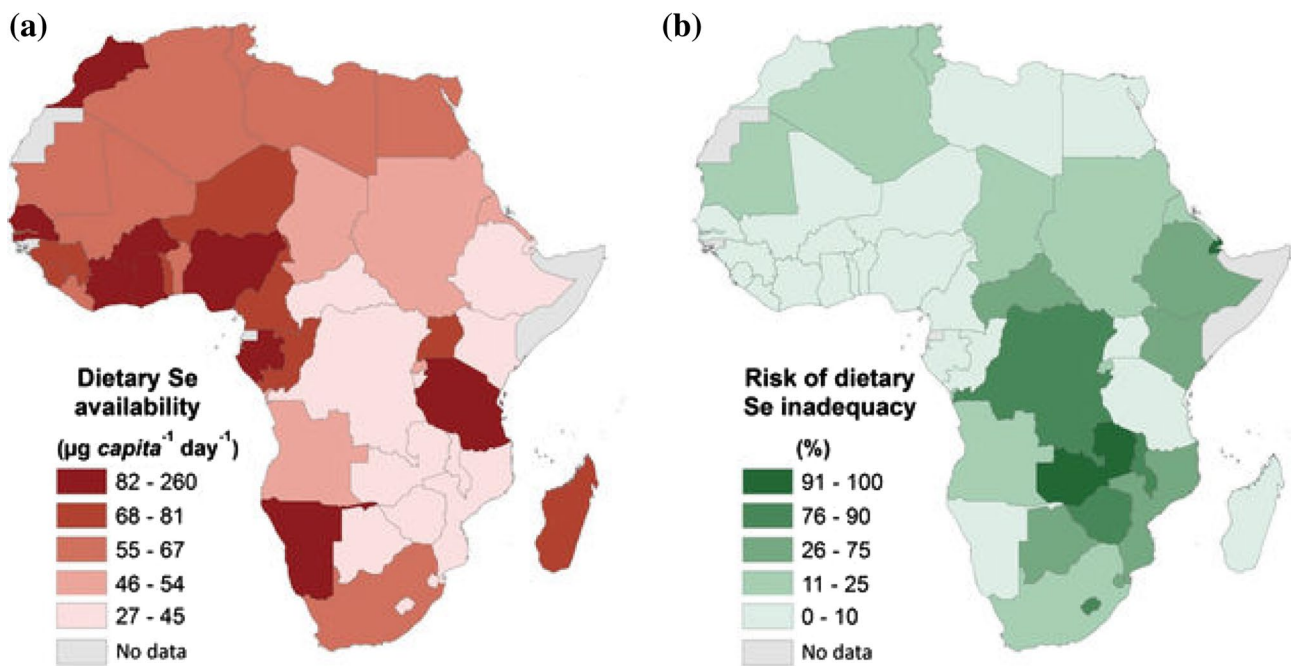 (a)
Dietary Se
availability
(µg capita⁻¹ day⁻¹)
82 - 260
68 - 81
55 - 67
46 - 54
27 - 45
No data
(b)
Risk of dietary
Se inadequacy
(%)
91 - 100
76 - 90
26 - 75
11 - 25
0 - 10
No data